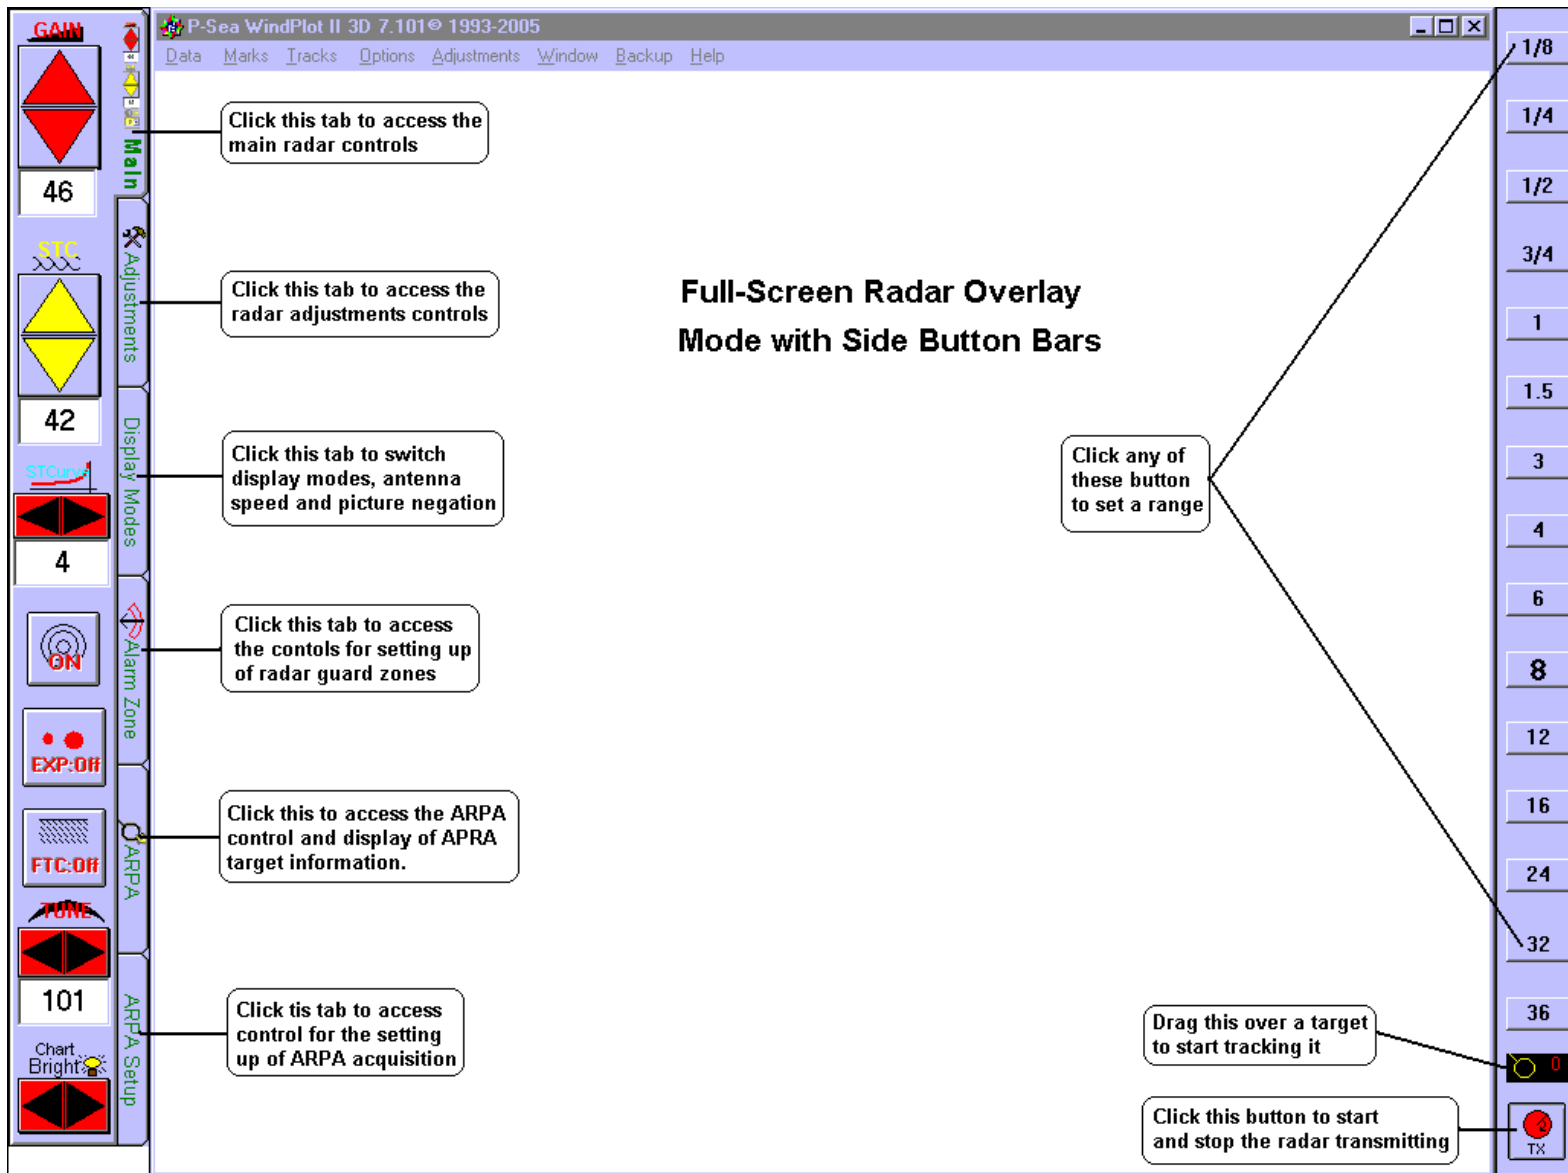 GAIN
46
STC
42
STCurve
4
ON
EXP:Off
FTC:Off
TUNE
101
Chart
Bright
Main
Adjustments
Display Modes
Alarm Zone
ARPA
ARPA Setup
P-Sea WindPlot II 3D 7.101© 1993-2005
Data Marks Tracks Options Adjustments Window Backup Help
Click this tab to access the
main radar controls
Click this tab to access the
radar adjustments controls
Click this tab to switch
display modes, antenna
speed and picture negation
Click this tab to access
the contols for setting up
of radar guard zones
Click this to access the ARPA
control and display of APRA
target information.
Click tis tab to access
control for the setting
up of ARPA acquisition
Full-Screen Radar Overlay
Mode with Side Button Bars
Click any of
these button
to set a range
Drag this over a target
to start tracking it
Click this button to start
and stop the radar transmitting
1/8
1/4
1/2
3/4
1
1.5
3
4
6
8
12
16
24
32
36
0
TX